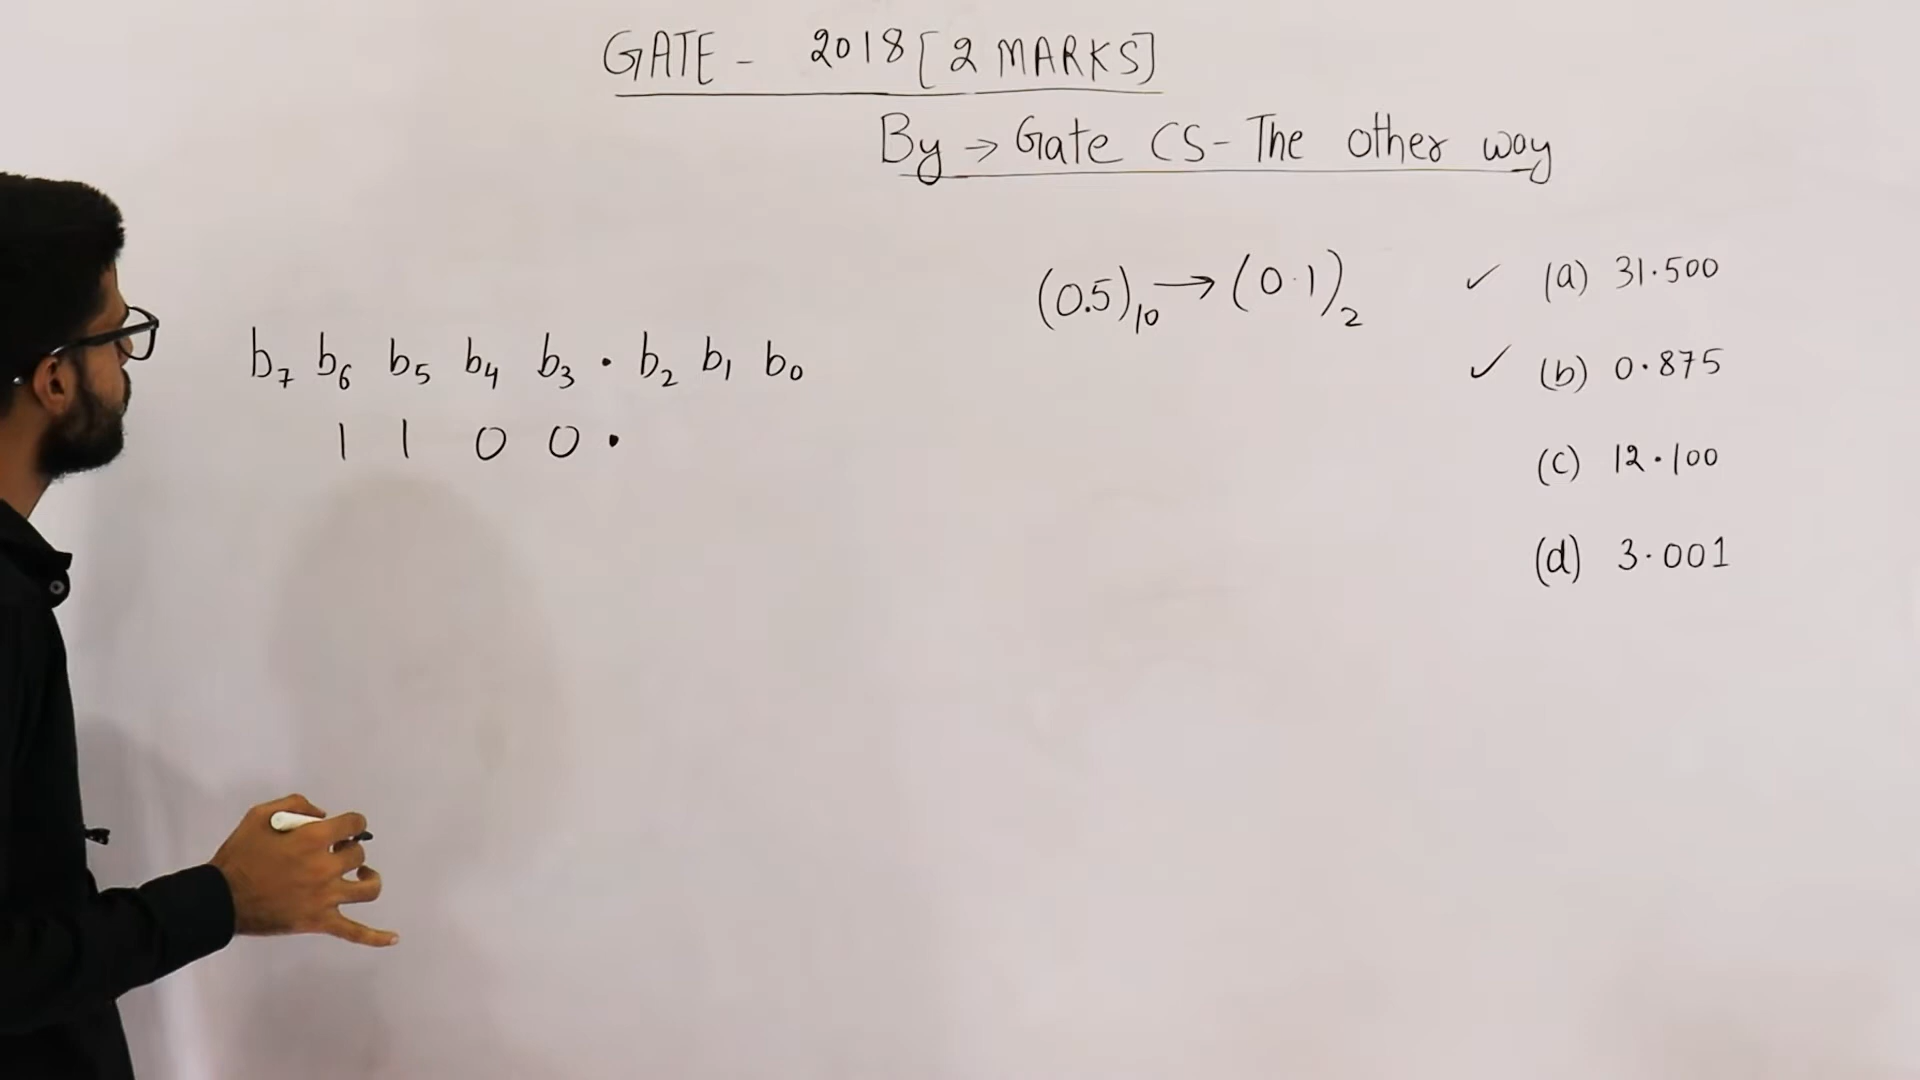 GATE - 2018 [2 MARKS]
By → Gate CS - The other way
(0.5)₁₀ → (0.1)₂
✓ (a) 31.500
b₇ b₆ b₅ b₄ b₃ . b₂ b₁ b₀
✓ (b) 0.875
1 1 0 0 .
(c) 12.100
(d) 3.001